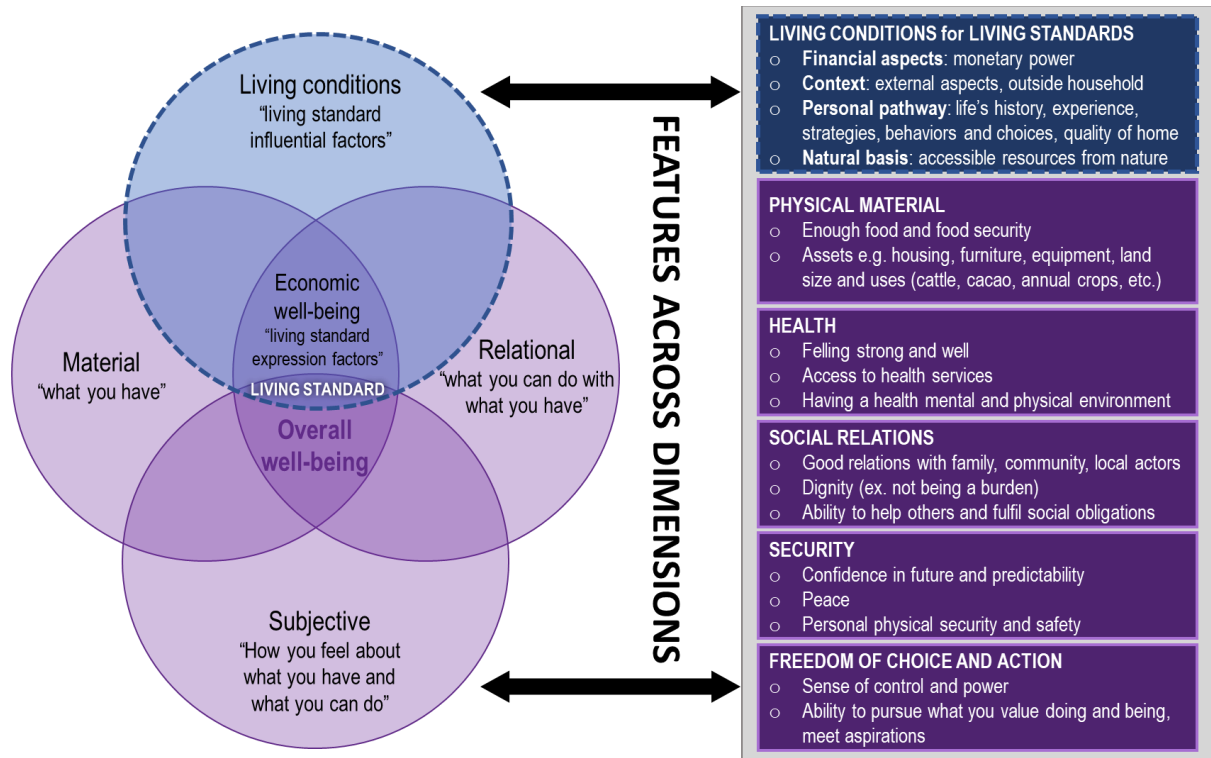 Living conditions
“living standard
influential factors”
Economic
well-being
“living standard
expression factors”
Material
“what you have”
Relational
“what you can do with
what you have”
LIVING STANDARD
Overall
well-being
Subjective
“How you feel about
what you have and
what you can do”
FEATURES ACROSS DIMENSIONS
LIVING CONDITIONS for LIVING STANDARDS
o Financial aspects: monetary power
o Context: external aspects, outside household
o Personal pathway: life’s history, experience,
strategies, behaviors and choices, quality of home
o Natural basis: accessible resources from nature
PHYSICAL MATERIAL
o Enough food and food security
o Assets e.g. housing, furniture, equipment, land
size and uses (cattle, cacao, annual crops, etc.)
HEALTH
o Felling strong and well
o Access to health services
o Having a health mental and physical environment
SOCIAL RELATIONS
o Good relations with family, community, local actors
o Dignity (ex. not being a burden)
o Ability to help others and fulfil social obligations
SECURITY
o Confidence in future and predictability
o Peace
o Personal physical security and safety
FREEDOM OF CHOICE AND ACTION
o Sense of control and power
o Ability to pursue what you value doing and being,
meet aspirations